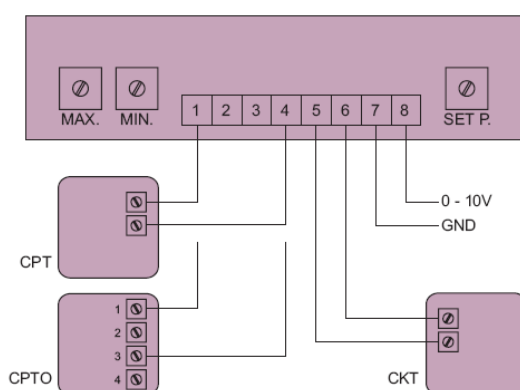 MAX. MIN. SET P.
1 2 3 4 5 6 7 8
0 - 10V
GND
CPT
1
2
3
4
CPTO
CKT